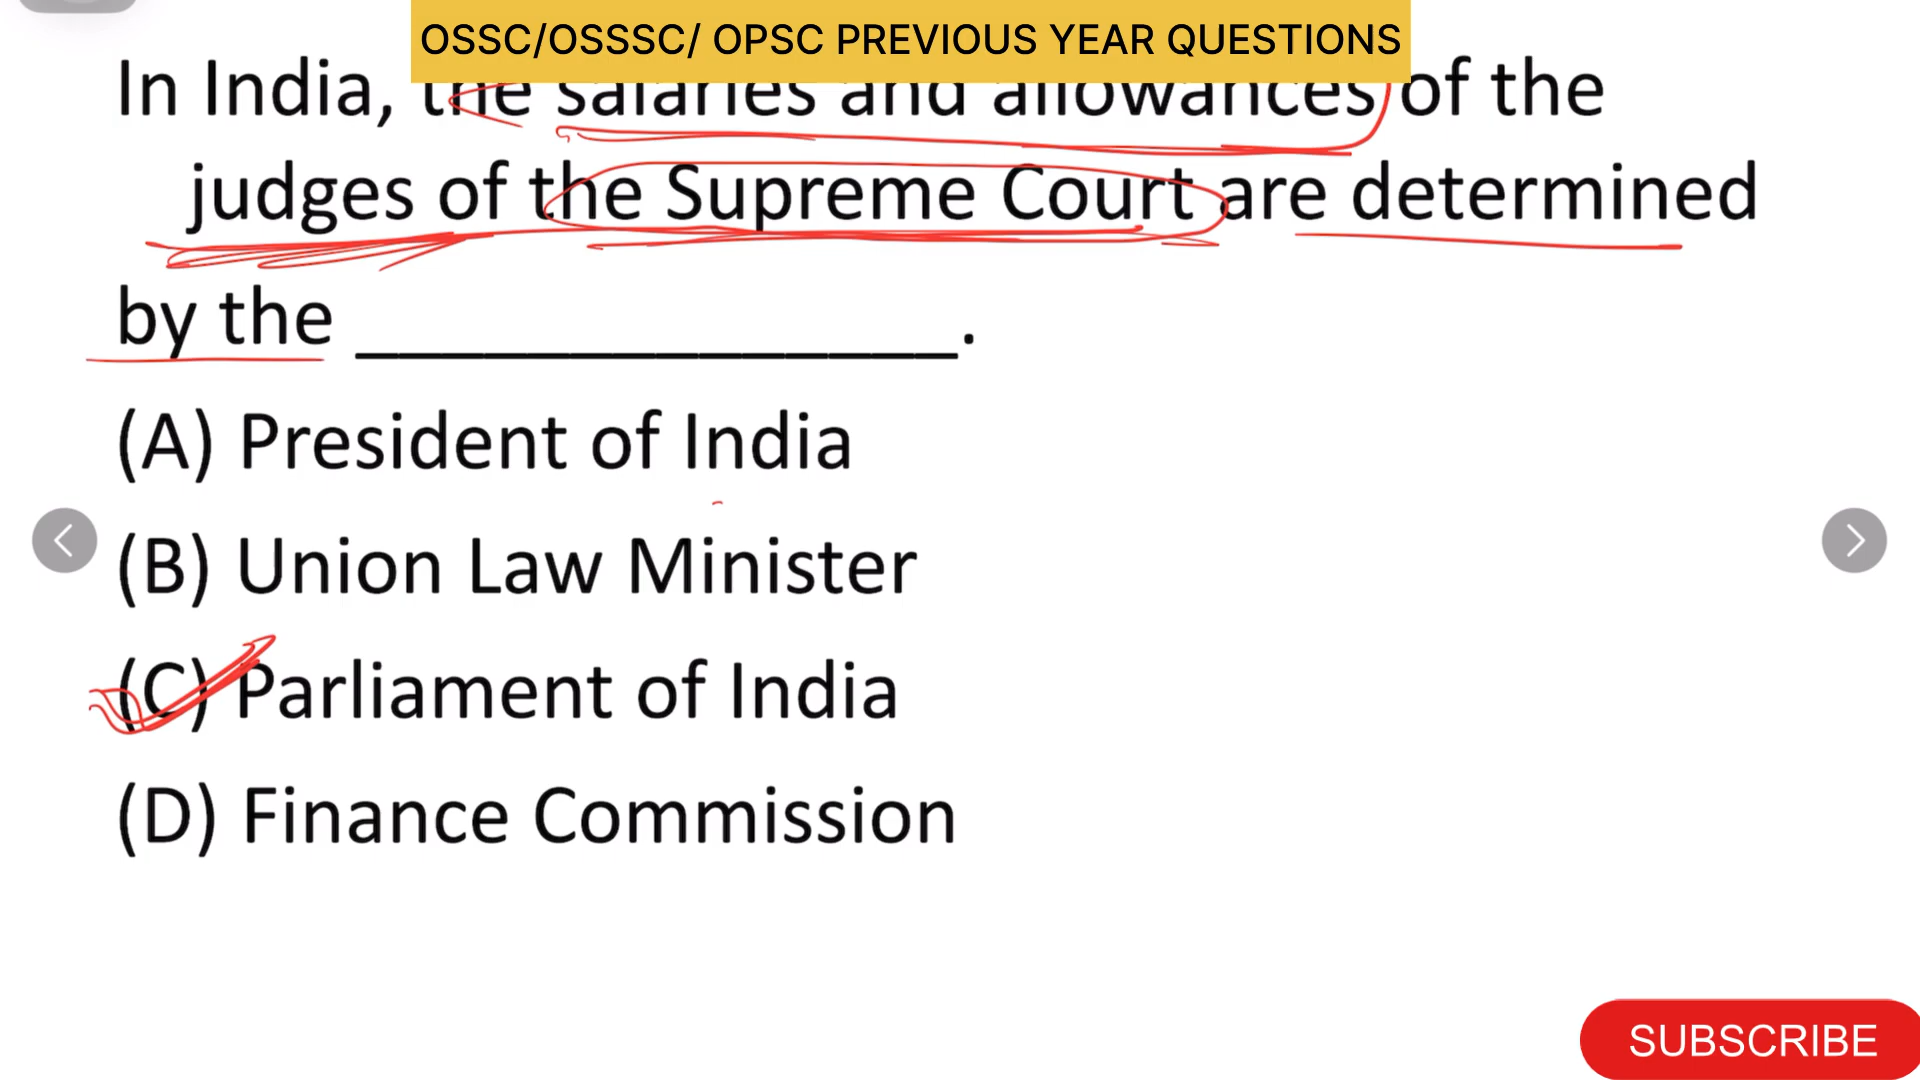 OSSC/OSSSC/ OPSC PREVIOUS YEAR QUESTIONS
In India, the salaries and allowances of the
judges of the Supreme Court are determined
by the _______________.
(A) President of India
(B) Union Law Minister
(C) Parliament of India
(D) Finance Commission
SUBSCRIBE